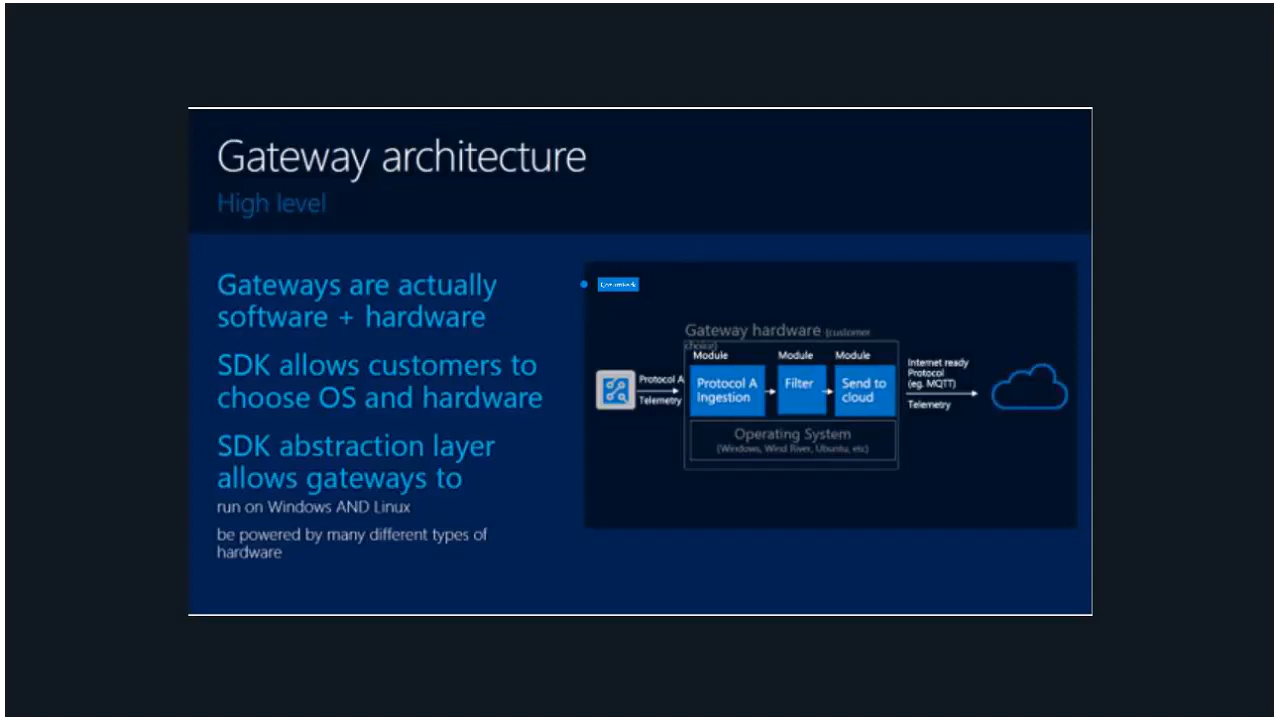 Gateway architecture
High level
Gateways are actually
software + hardware
SDK allows customers to
choose OS and hardware
SDK abstraction layer
allows gateways to
run on Windows AND Linux
be powered by many different types of
hardware
Gateway hardware (customer
choice)
Module
Module
Module
Protocol A
Telemetry
Protocol A
Ingestion
Filter
Send to
cloud
Internet ready
Protocol
(eg. MQTT)
Telemetry
Operating System
(Windows, Wind River, Ubuntu, etc)